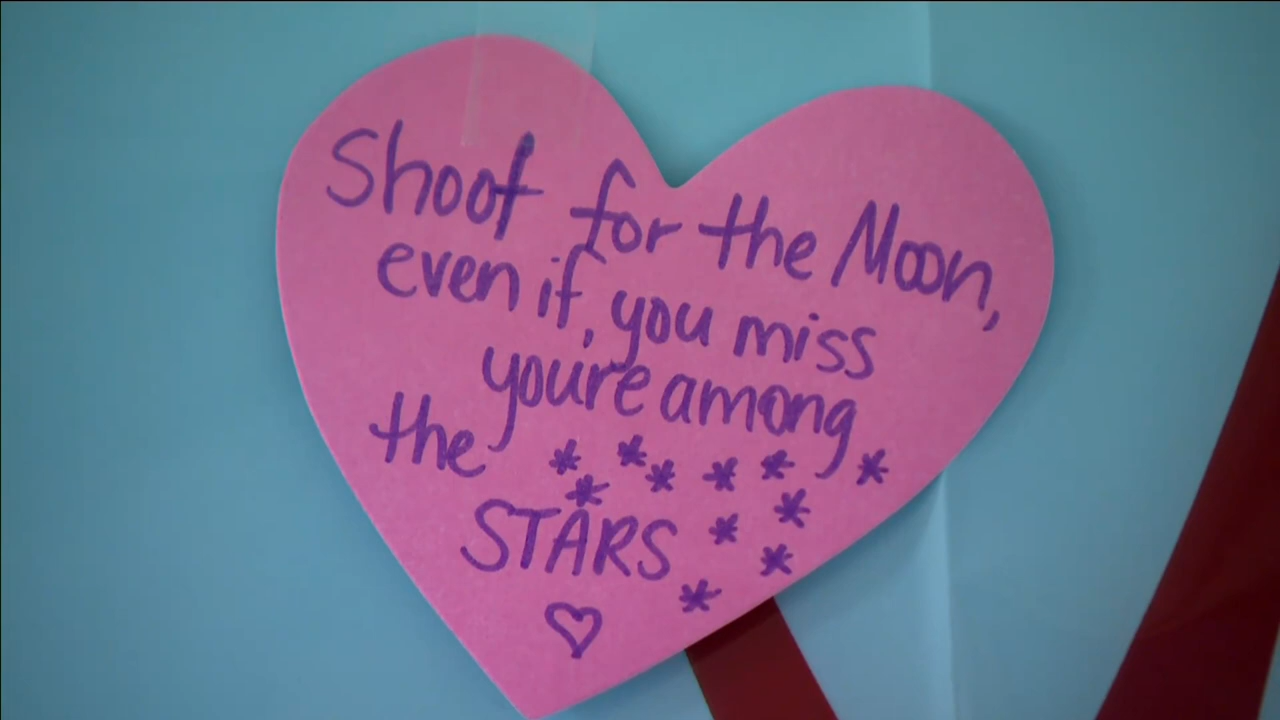 Shoot for the Moon,
even if, you miss
you're among
the
STARS